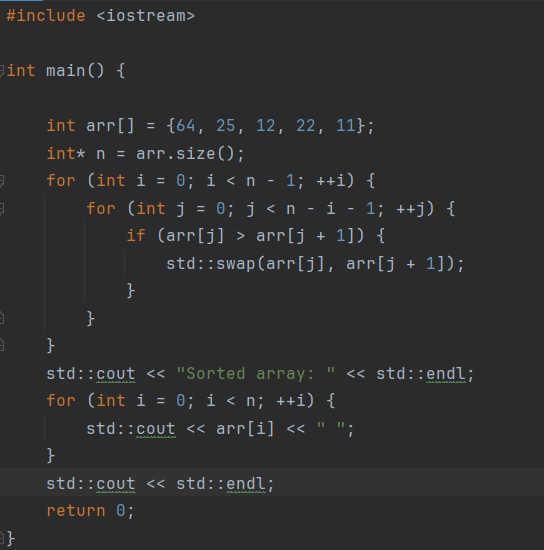 #include <iostream>
int main() {
    int arr[] = {64, 25, 12, 22, 11};
    int* n = arr.size();
    for (int i = 0; i < n - 1; ++i) {
        for (int j = 0; j < n - i - 1; ++j) {
            if (arr[j] > arr[j + 1]) {
                std::swap(arr[j], arr[j + 1]);
            }
        }
    }
    std::cout << "Sorted array: " << std::endl;
    for (int i = 0; i < n; ++i) {
        std::cout << arr[i] << " ";
    }
    std::cout << std::endl;
    return 0;
}